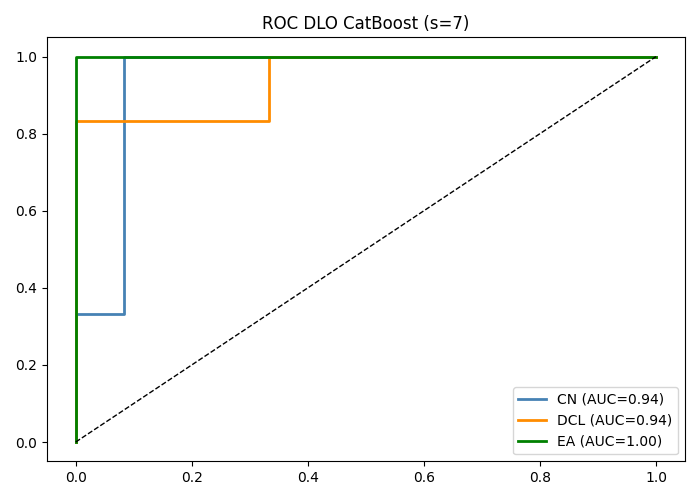 ROC DLO CatBoost (s=7)
1.0
0.8
0.6
0.4
0.2
0.0
0.0 0.2 0.4 0.6 0.8 1.0
CN (AUC=0.94)
DCL (AUC=0.94)
EA (AUC=1.00)